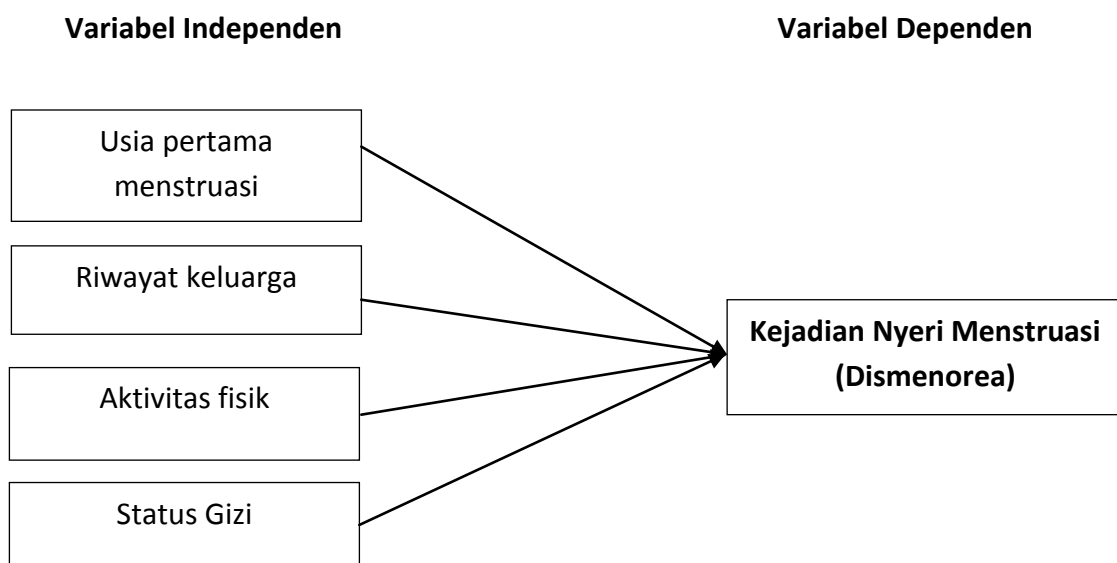 Variabel Independen
Variabel Dependen
Usia pertama
menstruasi
Riwayat keluarga
Aktivitas fisik
Status Gizi
Kejadian Nyeri Menstruasi
(Dismenorea)